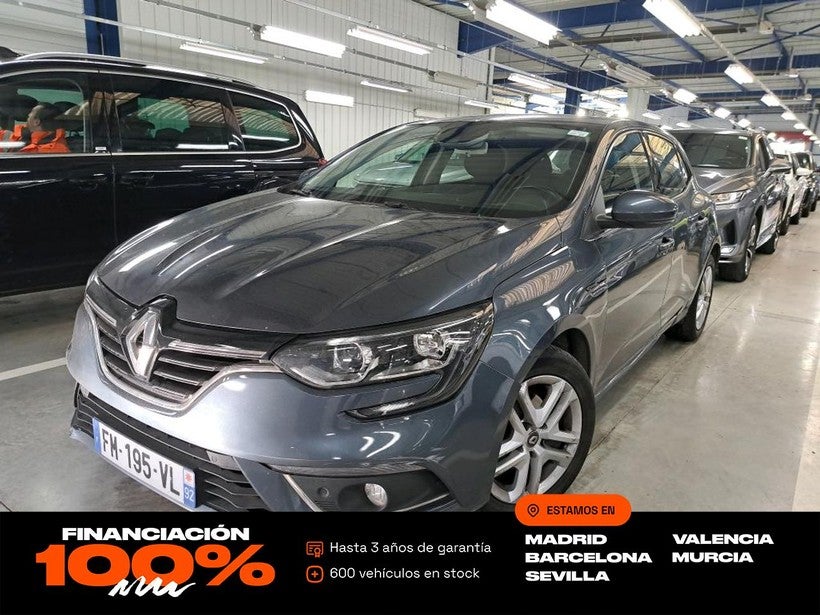 FM-195-VL
92
FINANCIACIÓN
100%
Hasta 3 años de garantía
600 vehículos en stock
ESTAMOS EN
MADRID
BARCELONA
SEVILLA
VALENCIA
MURCIA